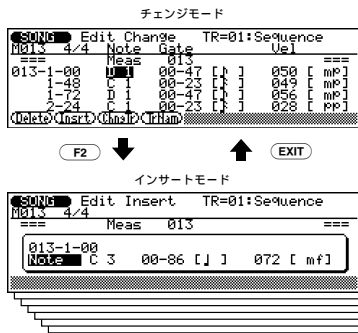 チェンジモード
SONG Edit Change TR=01:Sequence
M013 4/4 Note Gate Vel
=== Meas 013 ===
013-1-00 D 1 00-47 [♪ ] 050 [ mp]
1-48 C 1 00-23 [ ] 049 [ mp]
1-72 D 1 00-47 [♪ ] 056 [ mp]
2-24 C 1 00-23 [ ] 028 [ pp]
(Delete)(Insrt.)(ChngTr)(TrNam)
F2 EXIT
インサートモード
SONG Edit Insert TR=01:Sequence
M013 4/4
=== Meas 013 ===
013-1-00
Note C 3 00-86 [♩ ] 072 [ mf]